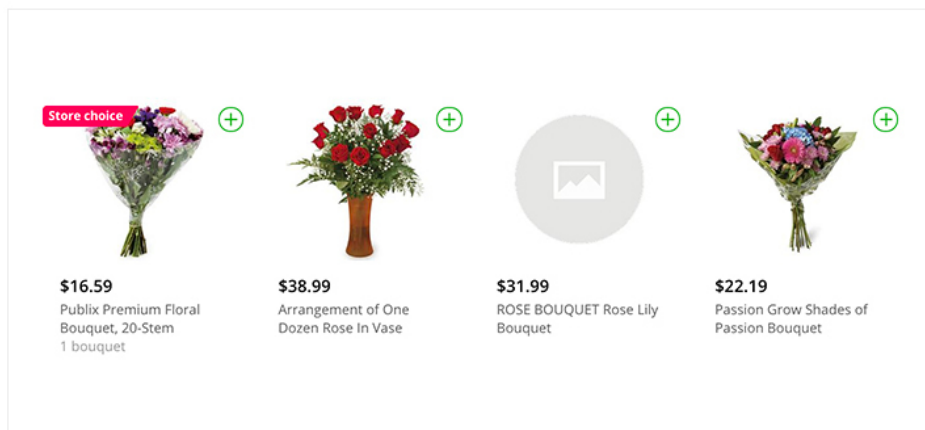 Store choice
$16.59
Publix Premium Floral
Bouquet, 20-Stem
1 bouquet
$38.99
Arrangement of One
Dozen Rose In Vase
$31.99
ROSE BOUQUET Rose Lily
Bouquet
$22.19
Passion Grow Shades of
Passion Bouquet